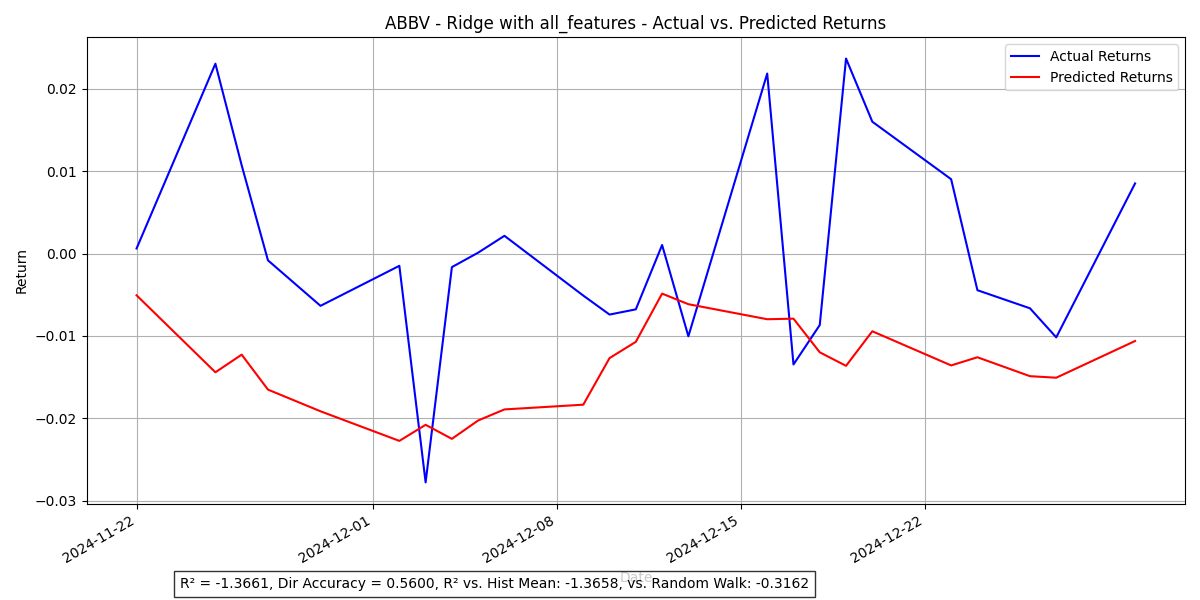 ABBV - Ridge with all_features - Actual vs. Predicted Returns
Actual Returns
Predicted Returns
Return
0.02
0.01
0.00
−0.01
−0.02
−0.03
2024-11-22
2024-12-01
2024-12-08
2024-12-15
2024-12-22
Date
R² = -1.3661, Dir Accuracy = 0.5600, R² vs. Hist Mean: -1.3658, vs. Random Walk: -0.3162